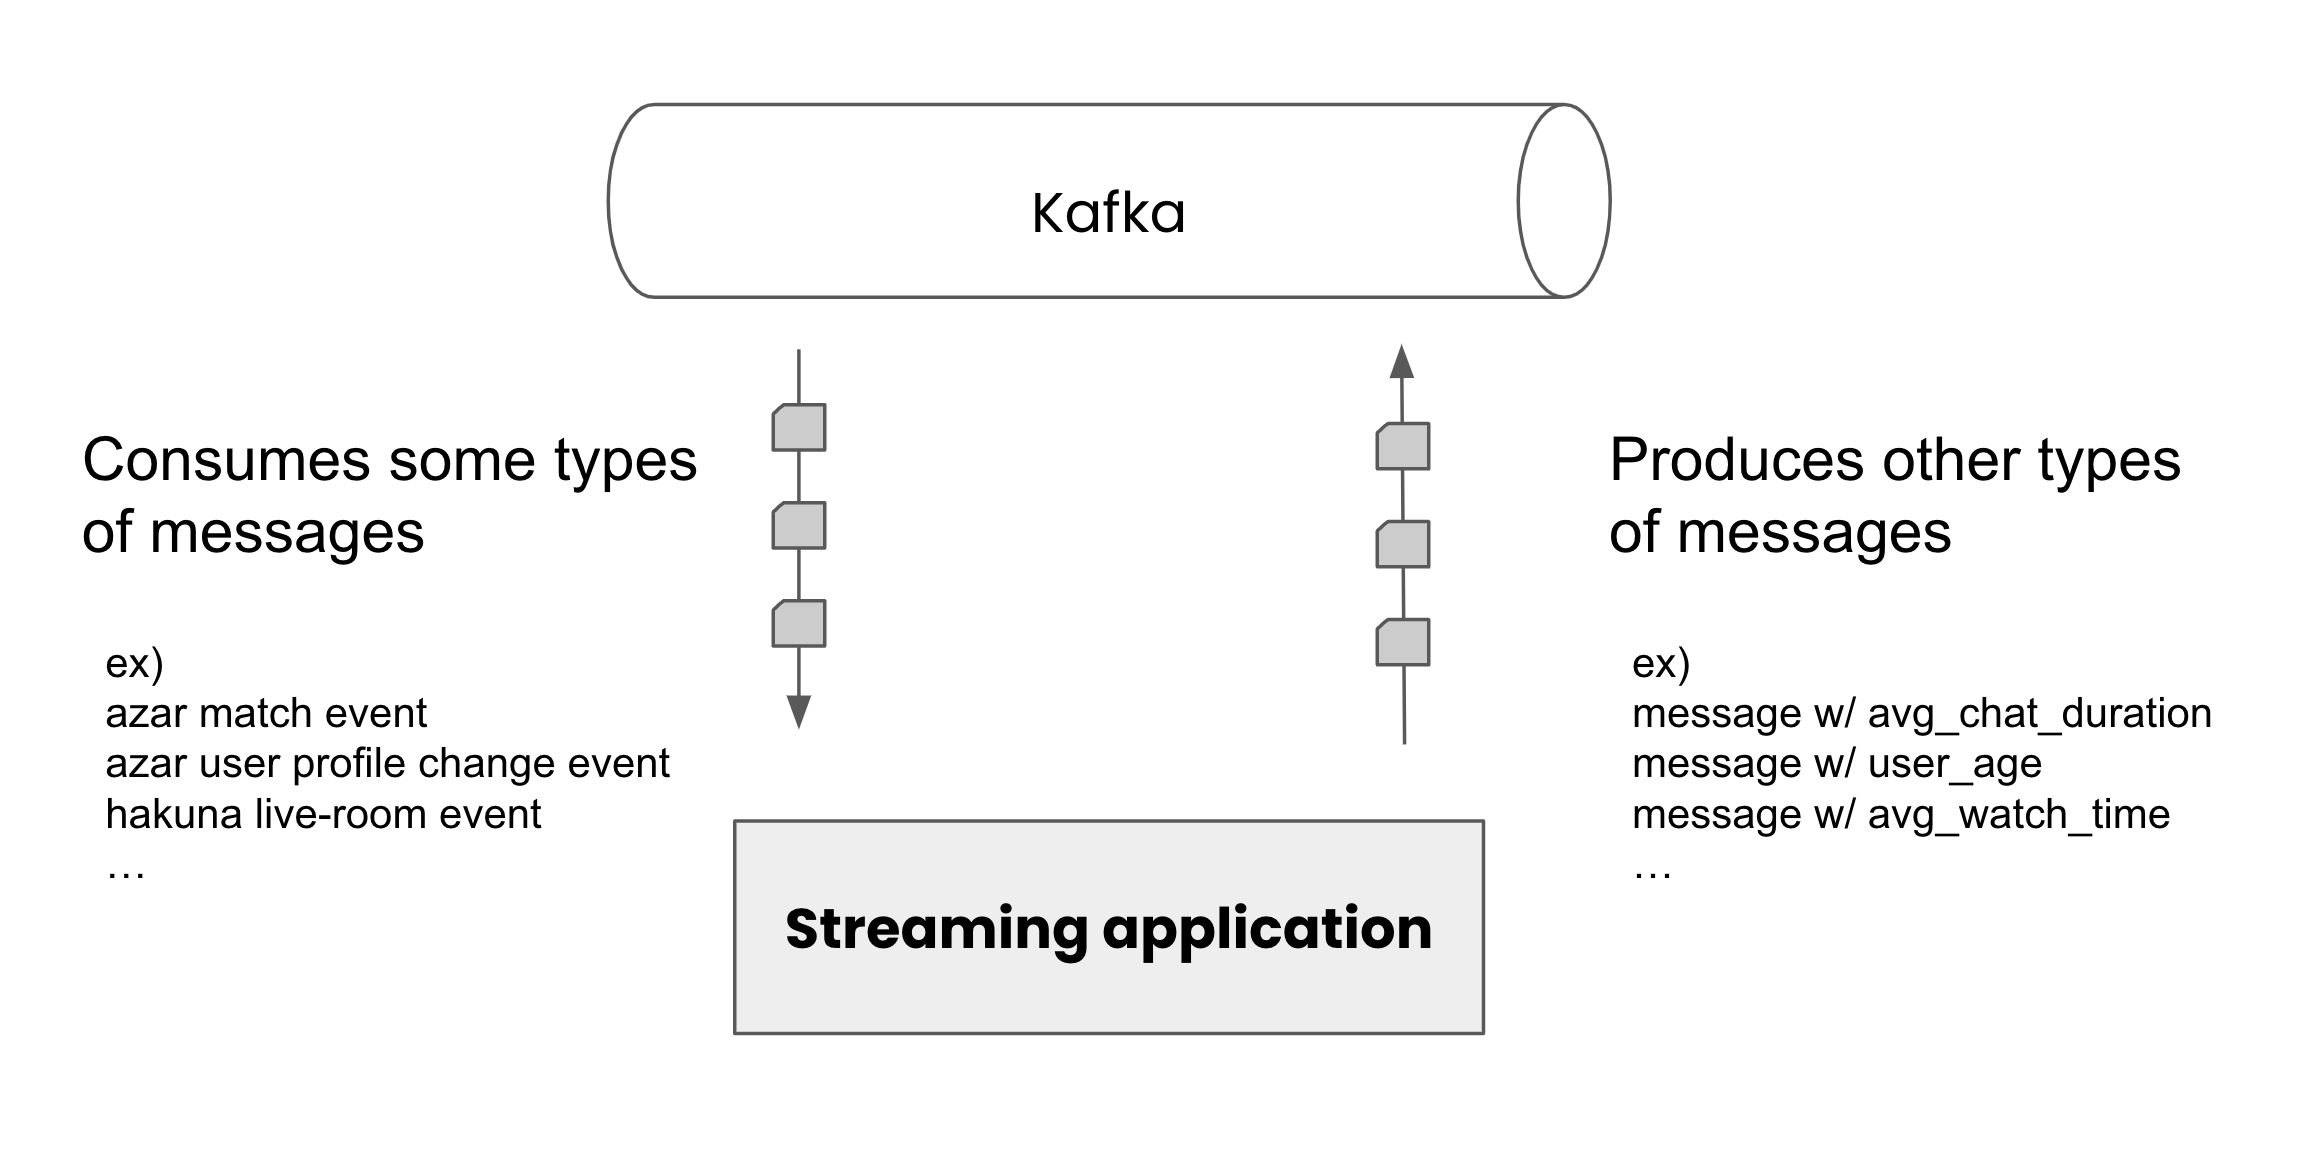 Kafka
Consumes some types
of messages
ex)
azar match event
azar user profile change event
hakuna live-room event
…
Produces other types
of messages
ex)
message w/ avg_chat_duration
message w/ user_age
message w/ avg_watch_time
…
Streaming application